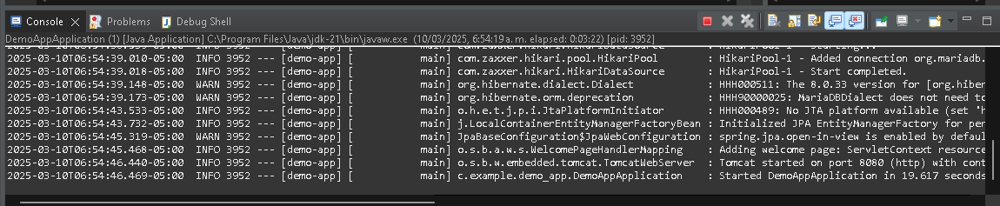 Console Problems Debug Shell
DemoAppApplication (1) [Java Application] C:\Program Files\Java\jdk-21\bin\javaw.exe (10/03/2025, 6:54:19 a. m. elapsed: 0:03:22) [pid: 3952]
2025-03-10T06:54:39.010-05:00 INFO 3952 --- [demo-app] [ main] com.zaxxer.hikari.pool.HikariPool : HikariPool-1 - Added connection org.mariadb.
2025-03-10T06:54:39.018-05:00 INFO 3952 --- [demo-app] [ main] com.zaxxer.hikari.HikariDataSource : HikariPool-1 - Start completed.
2025-03-10T06:54:39.148-05:00 WARN 3952 --- [demo-app] [ main] org.hibernate.dialect.Dialect : HHH000511: The 8.0.33 version for [org.hiber
2025-03-10T06:54:39.173-05:00 WARN 3952 --- [demo-app] [ main] org.hibernate.orm.deprecation : HHH90000025: MariaDBDialect does not need to
2025-03-10T06:54:43.533-05:00 INFO 3952 --- [demo-app] [ main] o.h.e.t.j.p.i.JtaPlatformInitiator : HHH000489: No JTA platform available (set 'h
2025-03-10T06:54:43.732-05:00 INFO 3952 --- [demo-app] [ main] j.LocalContainerEntityManagerFactoryBean : Initialized JPA EntityManagerFactory for per
2025-03-10T06:54:45.319-05:00 WARN 3952 --- [demo-app] [ main] JpaBaseConfiguration$JpaWebConfiguration : spring.jpa.open-in-view is enabled by defaul
2025-03-10T06:54:45.468-05:00 INFO 3952 --- [demo-app] [ main] o.s.b.a.w.s.WelcomePageHandlerMapping : Adding welcome page: ServletContext resource
2025-03-10T06:54:46.440-05:00 INFO 3952 --- [demo-app] [ main] o.s.b.w.embedded.tomcat.TomcatWebServer : Tomcat started on port 8080 (http) with cont
2025-03-10T06:54:46.469-05:00 INFO 3952 --- [demo-app] [ main] c.example.demo_app.DemoAppApplication : Started DemoAppApplication in 19.617 seconds